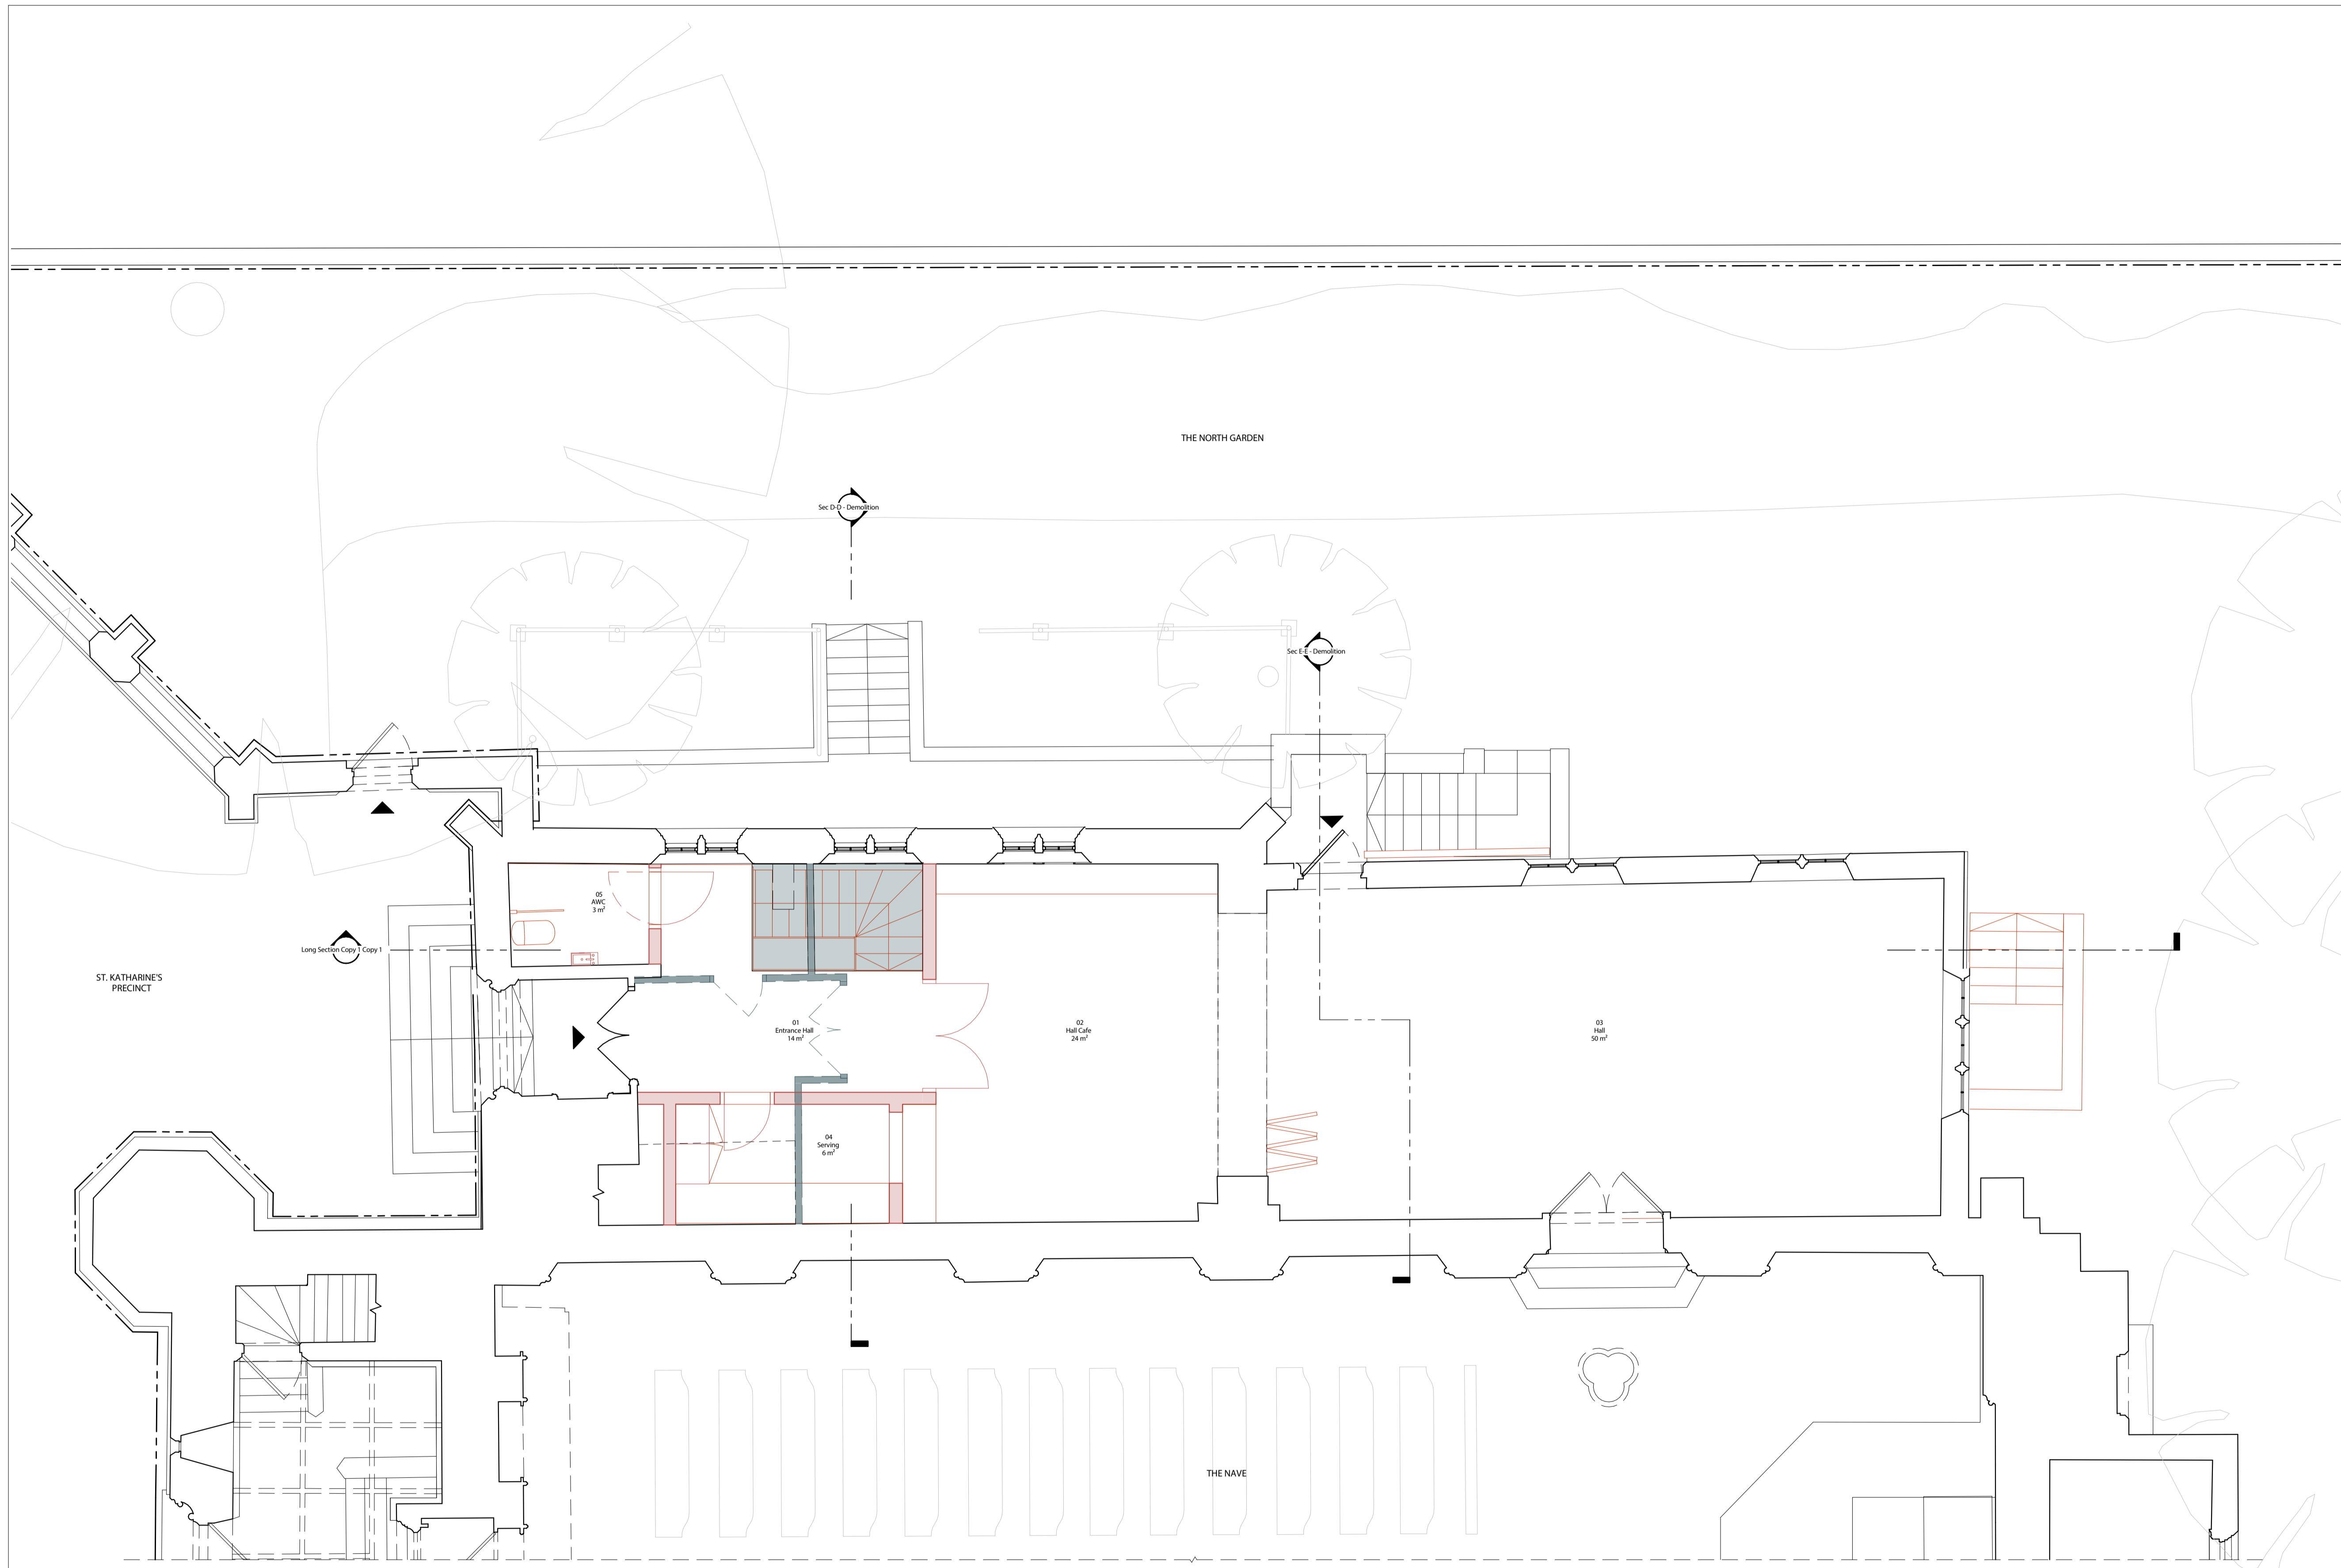 THE NORTH GARDEN
Sec D-D - Demolition
Sec E-E - Demolition
05
AWC
3 m²
Long Section Copy 1 Copy 1
ST. KATHARINE'S
PRECINCT
01
Entrance Hall
14 m²
02
Hall Cafe
24 m²
03
Hall
50 m²
04
Serving
6 m²
THE NAVE